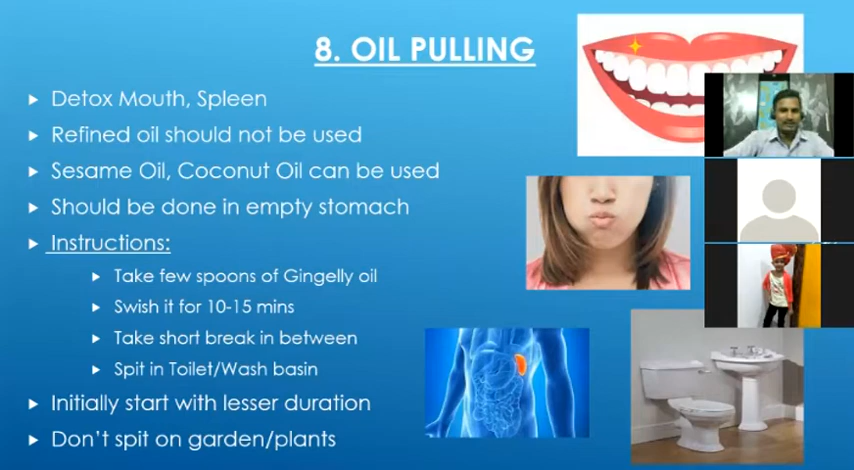 8. OIL PULLING
Detox Mouth, Spleen
Refined oil should not be used
Sesame Oil, Coconut Oil can be used
Should be done in empty stomach
Instructions:
Take few spoons of Gingelly oil
Swish it for 10-15 mins
Take short break in between
Spit in Toilet/Wash basin
Initially start with lesser duration
Don't spit on garden/plants